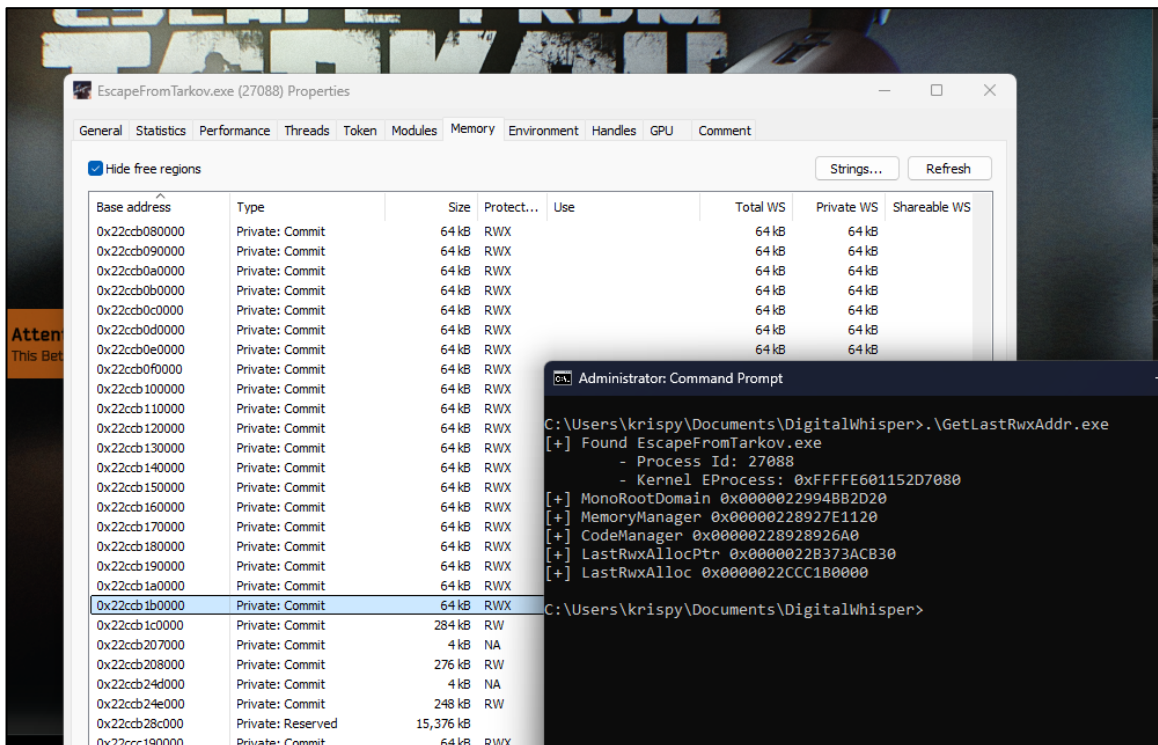 ESCAPE FROM
TARKOV
EscapeFromTarkov.exe (27088) Properties
General Statistics Performance Threads Token Modules Memory Environment Handles GPU Comment
Hide free regions Strings... Refresh
Base address Type Size Protect... Use Total WS Private WS Shareable WS
0x22ccb080000 Private: Commit 64 kB RWX 64 kB 64 kB
0x22ccb090000 Private: Commit 64 kB RWX 64 kB 64 kB
0x22ccb0a0000 Private: Commit 64 kB RWX 64 kB 64 kB
0x22ccb0b0000 Private: Commit 64 kB RWX 64 kB 64 kB
0x22ccb0c0000 Private: Commit 64 kB RWX 64 kB 64 kB
0x22ccb0d0000 Private: Commit 64 kB RWX 64 kB 64 kB
0x22ccb0e0000 Private: Commit 64 kB RWX 64 kB 64 kB
0x22ccb0f0000 Private: Commit 64 kB RWX
0x22ccb100000 Private: Commit 64 kB RWX
0x22ccb110000 Private: Commit 64 kB RWX
0x22ccb120000 Private: Commit 64 kB RWX
0x22ccb130000 Private: Commit 64 kB RWX
0x22ccb140000 Private: Commit 64 kB RWX
0x22ccb150000 Private: Commit 64 kB RWX
0x22ccb160000 Private: Commit 64 kB RWX
0x22ccb170000 Private: Commit 64 kB RWX
0x22ccb180000 Private: Commit 64 kB RWX
0x22ccb190000 Private: Commit 64 kB RWX
0x22ccb1a0000 Private: Commit 64 kB RWX
0x22ccb1b0000 Private: Commit 64 kB RWX
0x22ccb1c0000 Private: Commit 284 kB RW
0x22ccb207000 Private: Commit 4 kB NA
0x22ccb208000 Private: Commit 276 kB RW
0x22ccb24d000 Private: Commit 4 kB NA
0x22ccb24e000 Private: Commit 248 kB RW
0x22ccb28c000 Private: Reserved 15,376 kB
0x22ccc190000 Private: Commit 64 kB RWX
Atten
This Bet
Administrator: Command Prompt
C:\Users\krispy\Documents\DigitalWhisper>.\GetLastRwxAddr.exe
[+] Found EscapeFromTarkov.exe
- Process Id: 27088
- Kernel EProcess: 0xFFFFE601152D7080
[+] MonoRootDomain 0x0000022994BB2D20
[+] MemoryManager 0x00000228927E1120
[+] CodeManager 0x00000228928926A0
[+] LastRwxAllocPtr 0x0000022B373ACB30
[+] LastRwxAlloc 0x0000022CCC1B0000
C:\Users\krispy\Documents\DigitalWhisper>